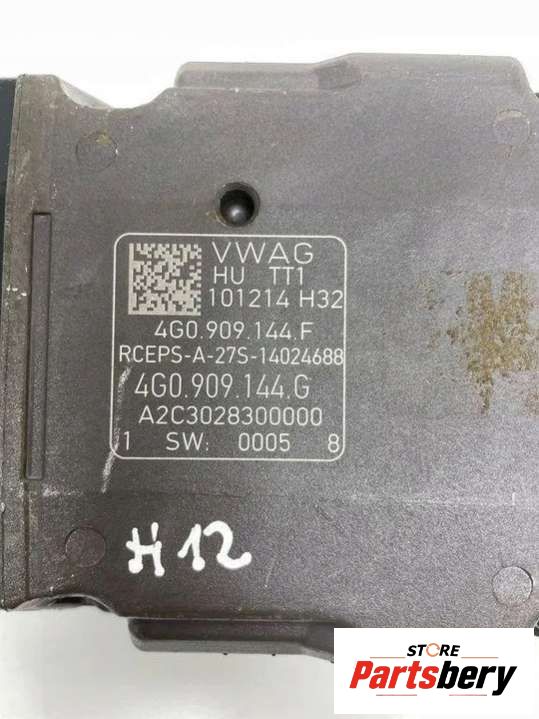 VWAG
HU TT1
101214 H32
4G0.909.144.F
RCEPS-A-27S-14024688
4G0.909.144.G
A2C3028300000
1 SW: 0005 8
H12
STORE
Partsbery